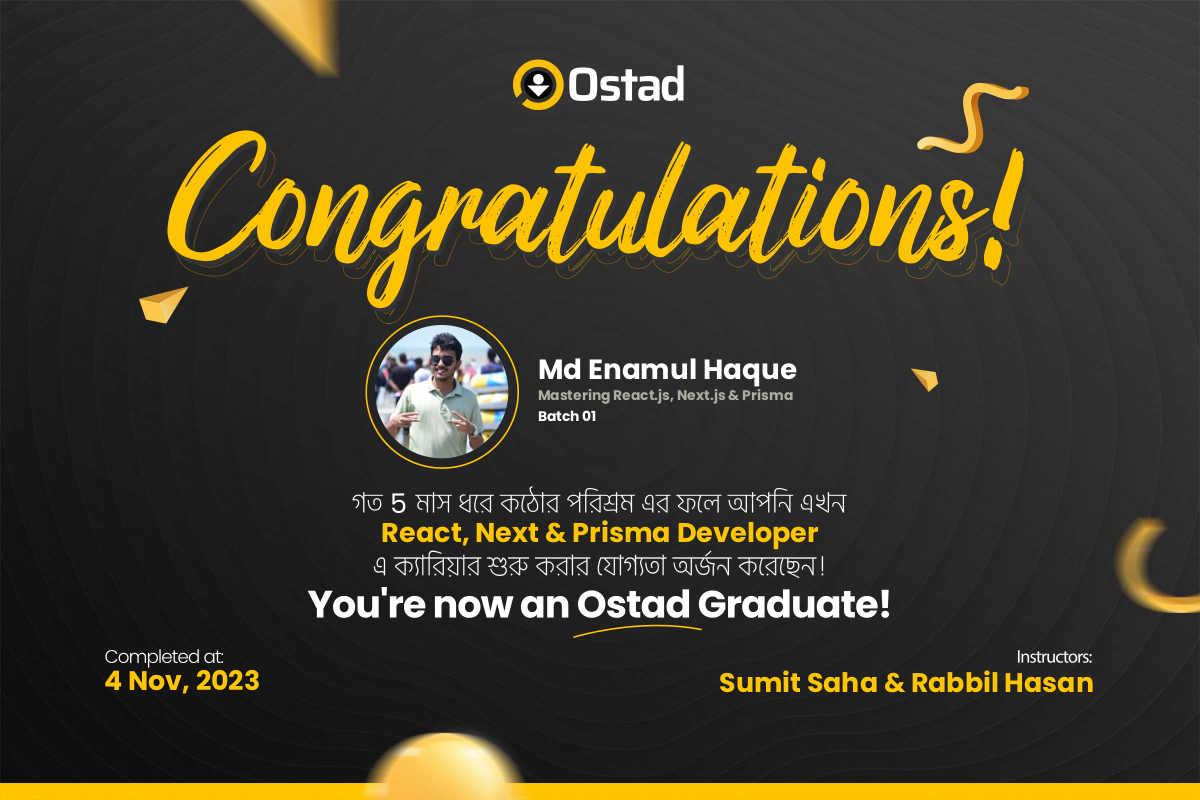 Ostad
Congratulations!
Md Enamul Haque
Mastering React.js, Next.js & Prisma
Batch 01
গত 5 মাস ধরে কঠোর পরিশ্রম এর ফলে আপনি এখন
React, Next & Prisma Developer
এ ক্যারিয়ার শুরু করার যোগ্যতা অর্জন করেছেন!
You're now an Ostad Graduate!
Completed at:
4 Nov, 2023
Instructors:
Sumit Saha & Rabbil Hasan